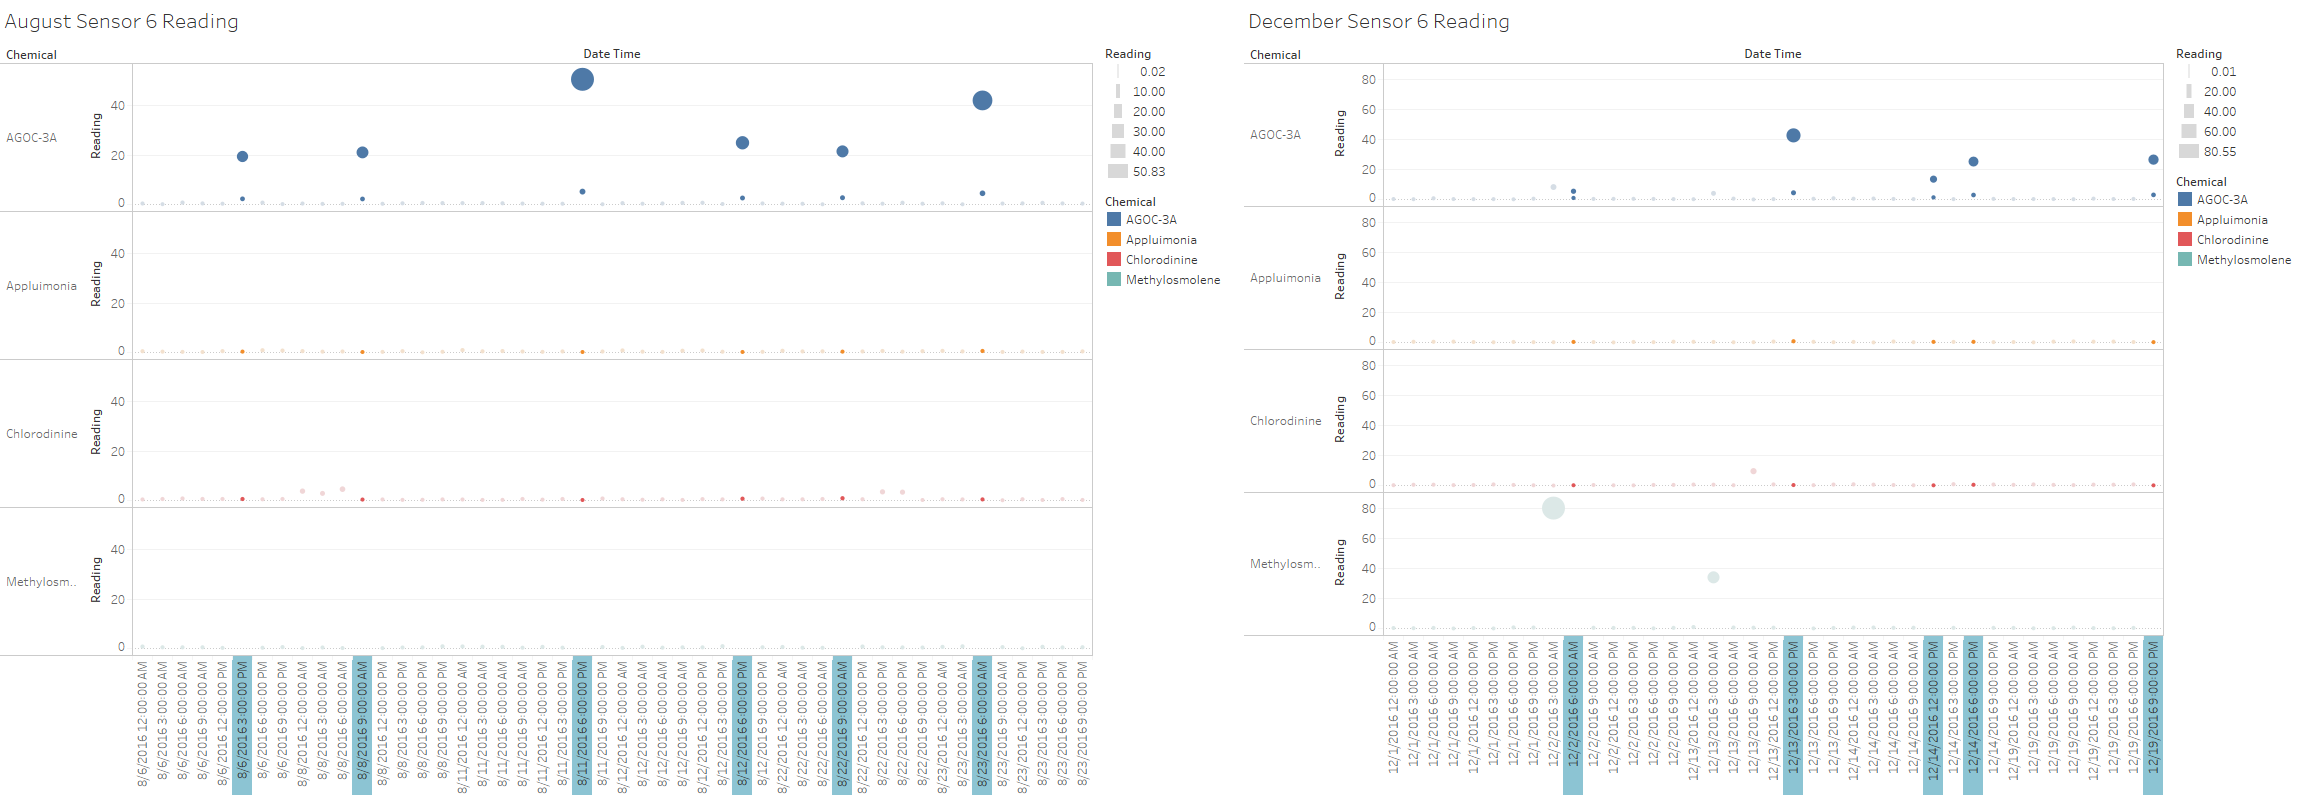 August Sensor 6 Reading
Chemical
Date Time
AGOC-3A
Reading
40
20
0
Appluimonia
Reading
40
20
0
Chlorodinine
Reading
40
20
0
Methylosm..
Reading
40
20
0
8/6/2016 12:00:00 AM
8/6/2016 3:00:00 AM
8/6/2016 6:00:00 AM
8/6/2016 9:00:00 AM
8/6/2016 12:00:00 PM
8/6/2016 3:00:00 PM
8/6/2016 6:00:00 PM
8/6/2016 9:00:00 PM
8/8/2016 12:00:00 AM
8/8/2016 3:00:00 AM
8/8/2016 6:00:00 AM
8/8/2016 9:00:00 AM
8/8/2016 12:00:00 PM
8/8/2016 3:00:00 PM
8/8/2016 6:00:00 PM
8/8/2016 9:00:00 PM
8/11/2016 12:00:00 AM
8/11/2016 3:00:00 AM
8/11/2016 6:00:00 AM
8/11/2016 9:00:00 AM
8/11/2016 12:00:00 PM
8/11/2016 3:00:00 PM
8/11/2016 6:00:00 PM
8/11/2016 9:00:00 PM
8/12/2016 12:00:00 AM
8/12/2016 3:00:00 AM
8/12/2016 6:00:00 AM
8/12/2016 9:00:00 AM
8/12/2016 12:00:00 PM
8/12/2016 3:00:00 PM
8/12/2016 6:00:00 PM
8/12/2016 9:00:00 PM
8/22/2016 12:00:00 AM
8/22/2016 3:00:00 AM
8/22/2016 6:00:00 AM
8/22/2016 9:00:00 AM
8/22/2016 12:00:00 PM
8/22/2016 3:00:00 PM
8/22/2016 6:00:00 PM
8/22/2016 9:00:00 PM
8/23/2016 12:00:00 AM
8/23/2016 3:00:00 AM
8/23/2016 6:00:00 AM
8/23/2016 9:00:00 AM
8/23/2016 12:00:00 PM
8/23/2016 3:00:00 PM
8/23/2016 6:00:00 PM
8/23/2016 9:00:00 PM
Reading
0.02
10.00
20.00
30.00
40.00
50.83
Chemical
AGOC-3A
Appluimonia
Chlorodinine
Methylosmolene
December Sensor 6 Reading
Chemical
Date Time
AGOC-3A
Reading
80
60
40
20
0
Appluimonia
Reading
80
60
40
20
0
Chlorodinine
Reading
80
60
40
20
0
Methylosm..
Reading
80
60
40
20
0
12/1/2016 12:00:00 AM
12/1/2016 3:00:00 AM
12/1/2016 6:00:00 AM
12/1/2016 9:00:00 AM
12/1/2016 12:00:00 PM
12/1/2016 3:00:00 PM
12/1/2016 6:00:00 PM
12/1/2016 9:00:00 PM
12/2/2016 3:00:00 AM
12/2/2016 6:00:00 AM
12/2/2016 9:00:00 AM
12/2/2016 12:00:00 PM
12/2/2016 3:00:00 PM
12/2/2016 6:00:00 PM
12/2/2016 9:00:00 PM
12/13/2016 12:00:00 AM
12/13/2016 3:00:00 AM
12/13/2016 6:00:00 AM
12/13/2016 9:00:00 AM
12/13/2016 12:00:00 PM
12/13/2016 3:00:00 PM
12/13/2016 6:00:00 PM
12/13/2016 9:00:00 PM
12/14/2016 12:00:00 AM
12/14/2016 3:00:00 AM
12/14/2016 6:00:00 AM
12/14/2016 9:00:00 AM
12/14/2016 12:00:00 PM
12/14/2016 3:00:00 PM
12/14/2016 6:00:00 PM
12/14/2016 9:00:00 PM
12/19/2016 12:00:00 AM
12/19/2016 3:00:00 AM
12/19/2016 6:00:00 AM
12/19/2016 9:00:00 AM
12/19/2016 12:00:00 PM
12/19/2016 3:00:00 PM
12/19/2016 6:00:00 PM
12/19/2016 9:00:00 PM
Reading
0.01
20.00
40.00
60.00
80.55
Chemical
AGOC-3A
Appluimonia
Chlorodinine
Methylosmolene